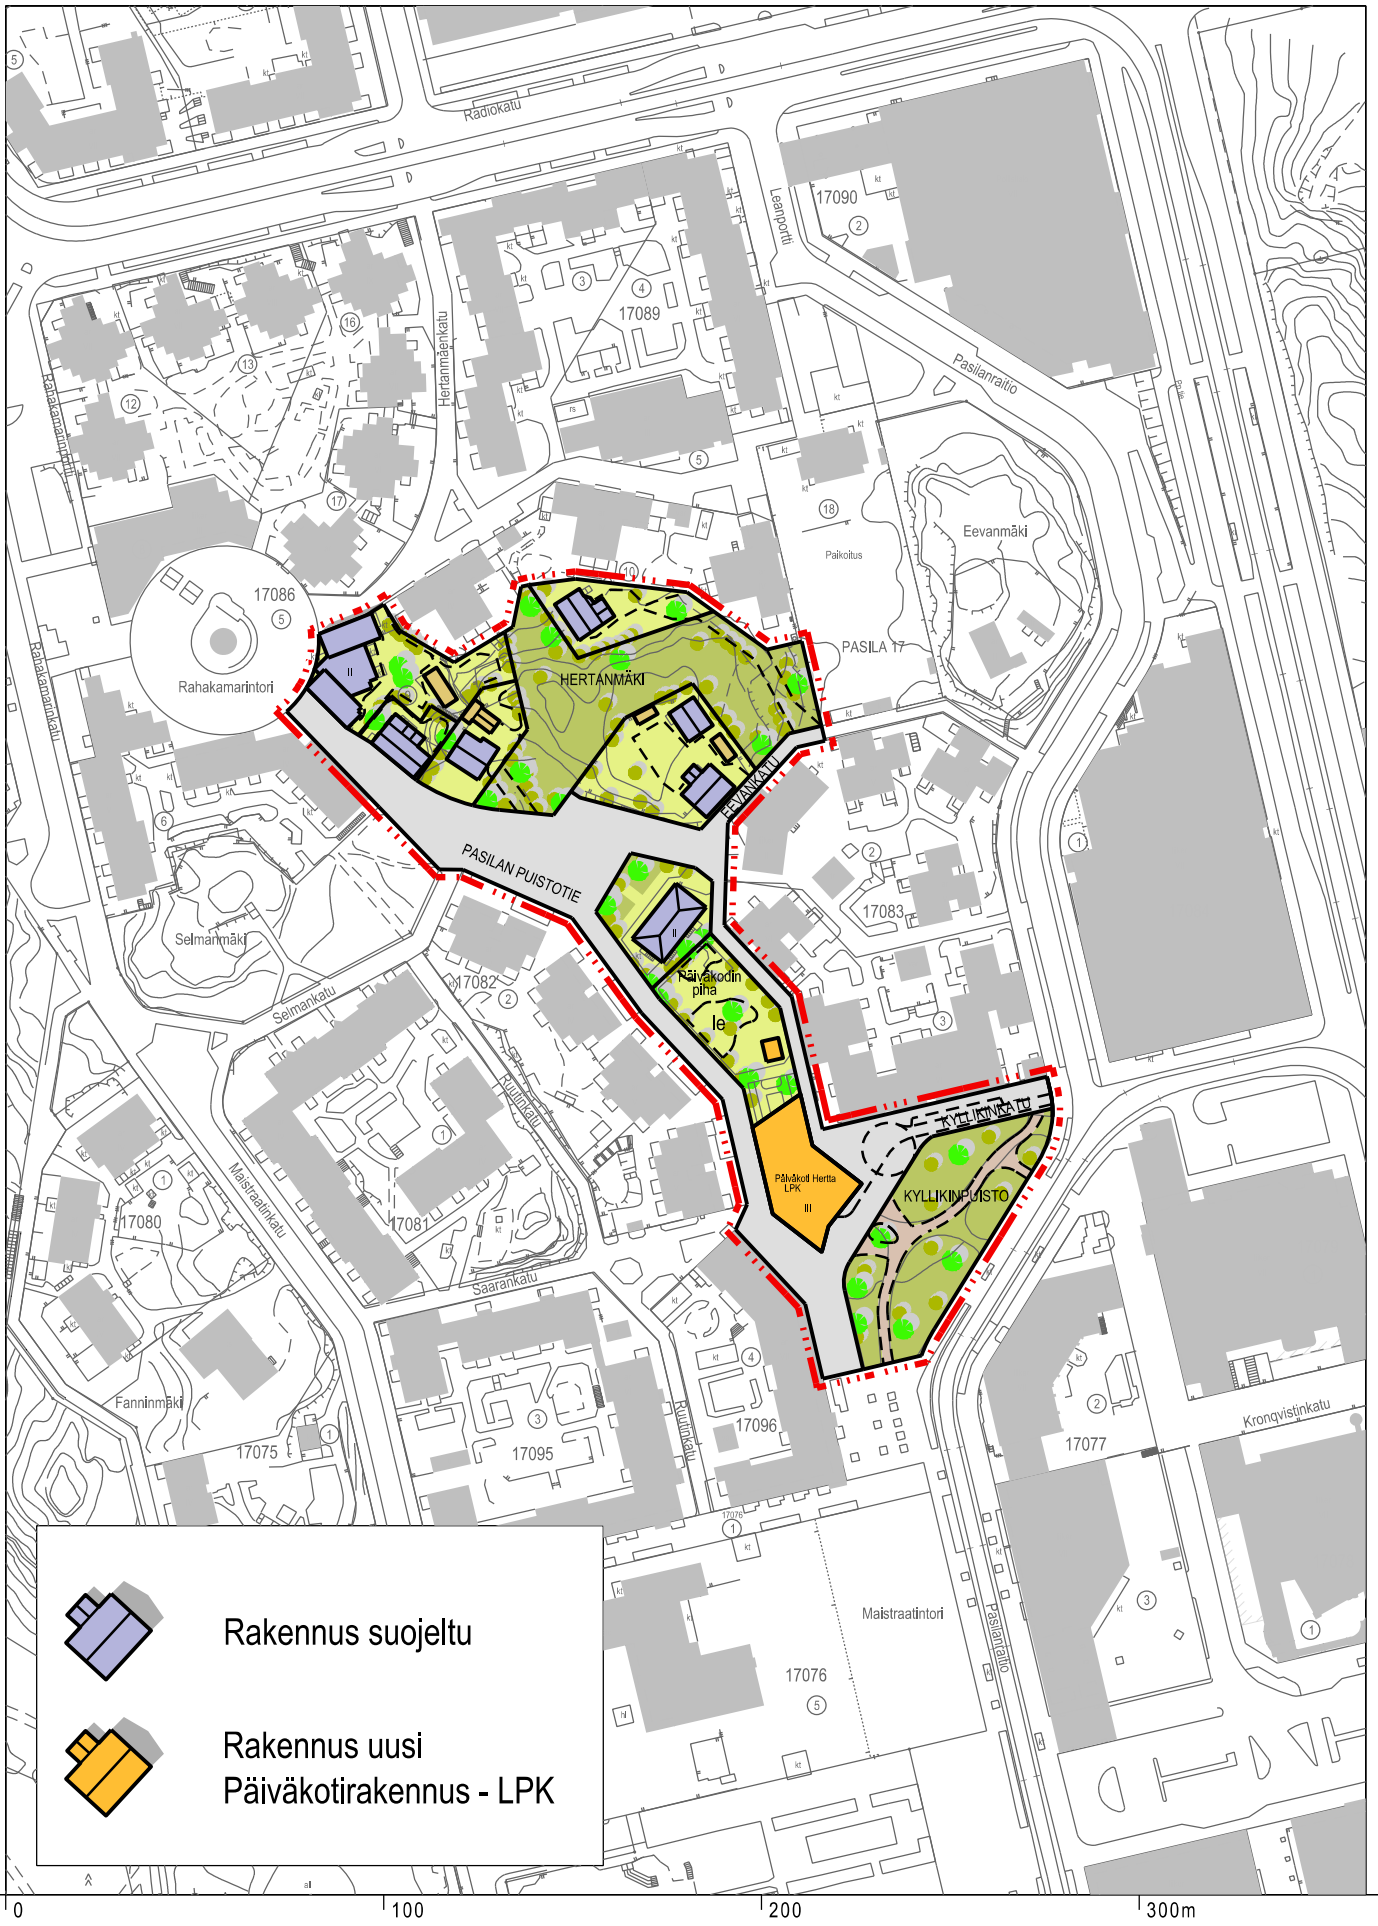 Radiokatu
Leanportti
17090
2
5
3
4
17089
16
13
12
Hertanmäenkatu
Rahakamarinportti
Pasilanraitio
17
5
18
Paikoitus
Eevanmäki
10
17086
5
Rahakamarintori
Rahakamarinkatu
II
9
HERTANMÄKI
PASILA 17
EEVANKATU
6
PASILAN PUISTOTIE
2
1
17083
Selmanmäki
17082
2
Selmankatu
II
Päiväkodin
piha
le
3
Ruutinkatu
1
KYLLIKINKATU
Maistraatinkatu
1
17080
17081
Päiväkoti Hertta
LPK
III
KYLLIKINPUISTO
Saarankatu
4
Fanninmäki
17075
1
3
17095
Ruutinkatu
17096
2
17077
Kronqvistinkatu
17076
1
Maistraatintori
Pasilanraitio
3
1
17076
5
Rakennus suojeltu
Rakennus uusi
Päiväkotirakennus - LPK
0 100 200 300m